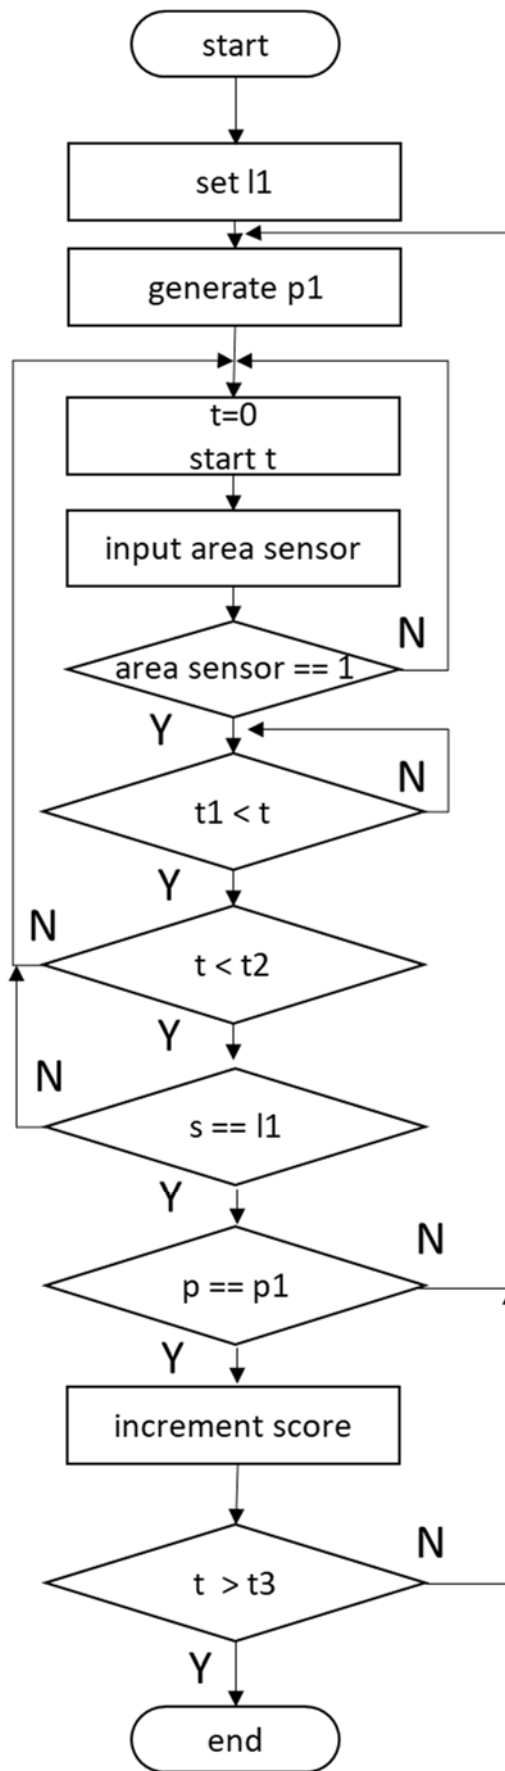 start
set l1
generate p1
t=0
start t
input area sensor
N
area sensor == 1
Y
N
t1 < t
Y
N
t < t2
Y
N
s == l1
Y
N
p == p1
Y
increment score
N
t > t3
Y
end